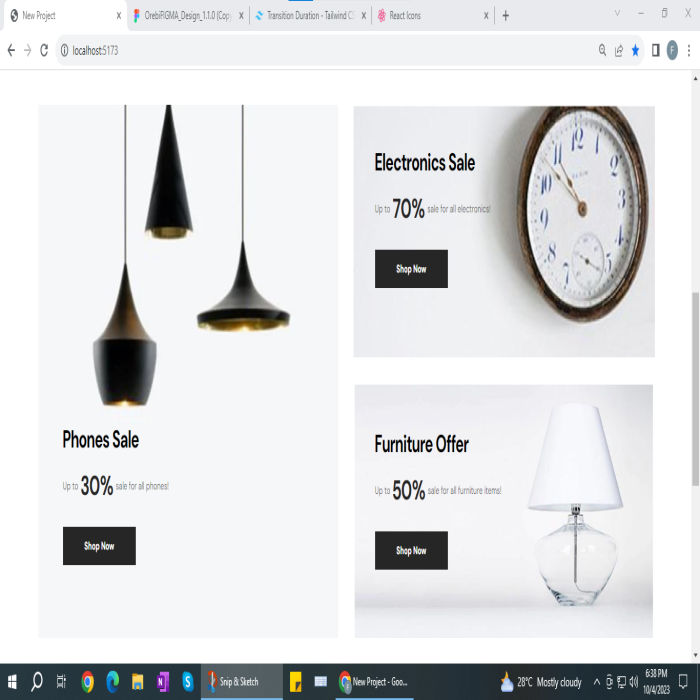 New Project
OrebiFIGMA_Design_1.1.0 (Copy
Transition Duration - Tailwind CS
React Icons
localhost:5173
F
Electronics Sale
Up to 70% sale for all electronics!
Shop Now
Phones Sale
Up to 30% sale for all phones!
Shop Now
Furniture Offer
Up to 50% sale for all furniture items!
Shop Now
Snip & Sketch
New Project - Goo...
28°C Mostly cloudy
6:38 PM
10/4/2023